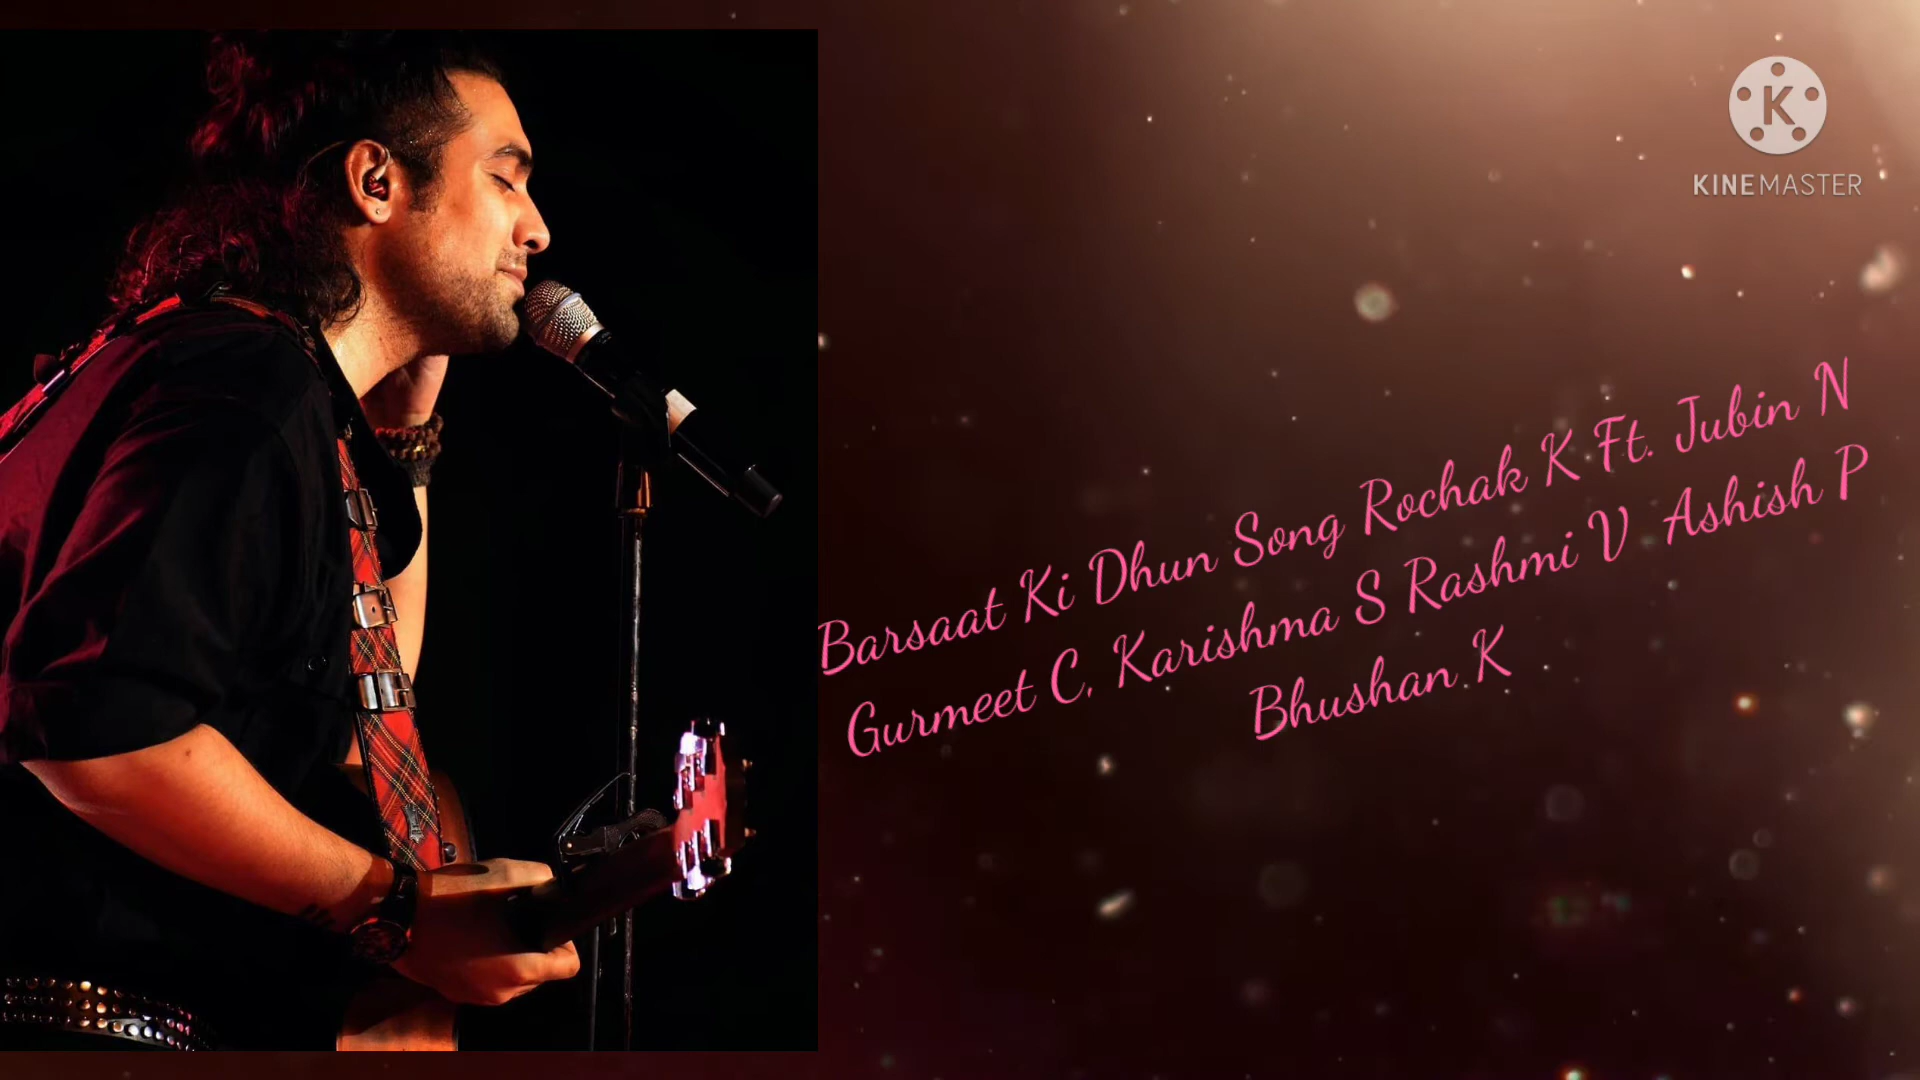 K
KINEMASTER
Barsaat Ki Dhun Song Rochak K Ft. Jubin N
Gurmeet C, Karishma S Rashmi V Ashish P
Bhushan K